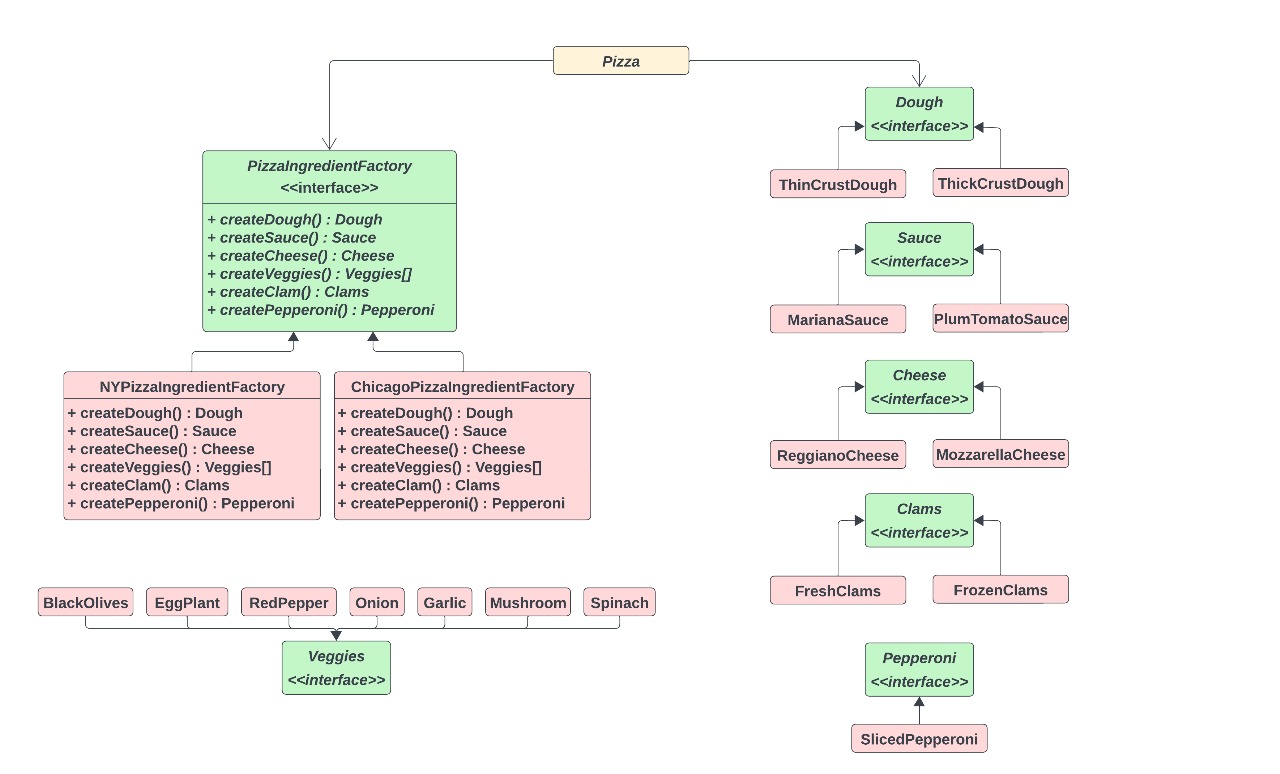 Pizza
Dough
<<interface>>
ThinCrustDough
ThickCrustDough
PizzaIngredientFactory
<<interface>>
+ createDough() : Dough
+ createSauce() : Sauce
+ createCheese() : Cheese
+ createVeggies() : Veggies[]
+ createClam() : Clams
+ createPepperoni() : Pepperoni
Sauce
<<interface>>
MarianaSauce
PlumTomatoSauce
NYPizzaIngredientFactory
+ createDough() : Dough
+ createSauce() : Sauce
+ createCheese() : Cheese
+ createVeggies() : Veggies[]
+ createClam() : Clams
+ createPepperoni() : Pepperoni
ChicagoPizzaIngredientFactory
+ createDough() : Dough
+ createSauce() : Sauce
+ createCheese() : Cheese
+ createVeggies() : Veggies[]
+ createClam() : Clams
+ createPepperoni() : Pepperoni
Cheese
<<interface>>
ReggianoCheese
MozzarellaCheese
Clams
<<interface>>
FreshClams
FrozenClams
BlackOlives
EggPlant
RedPepper
Onion
Garlic
Mushroom
Spinach
Veggies
<<interface>>
Pepperoni
<<interface>>
SlicedPepperoni